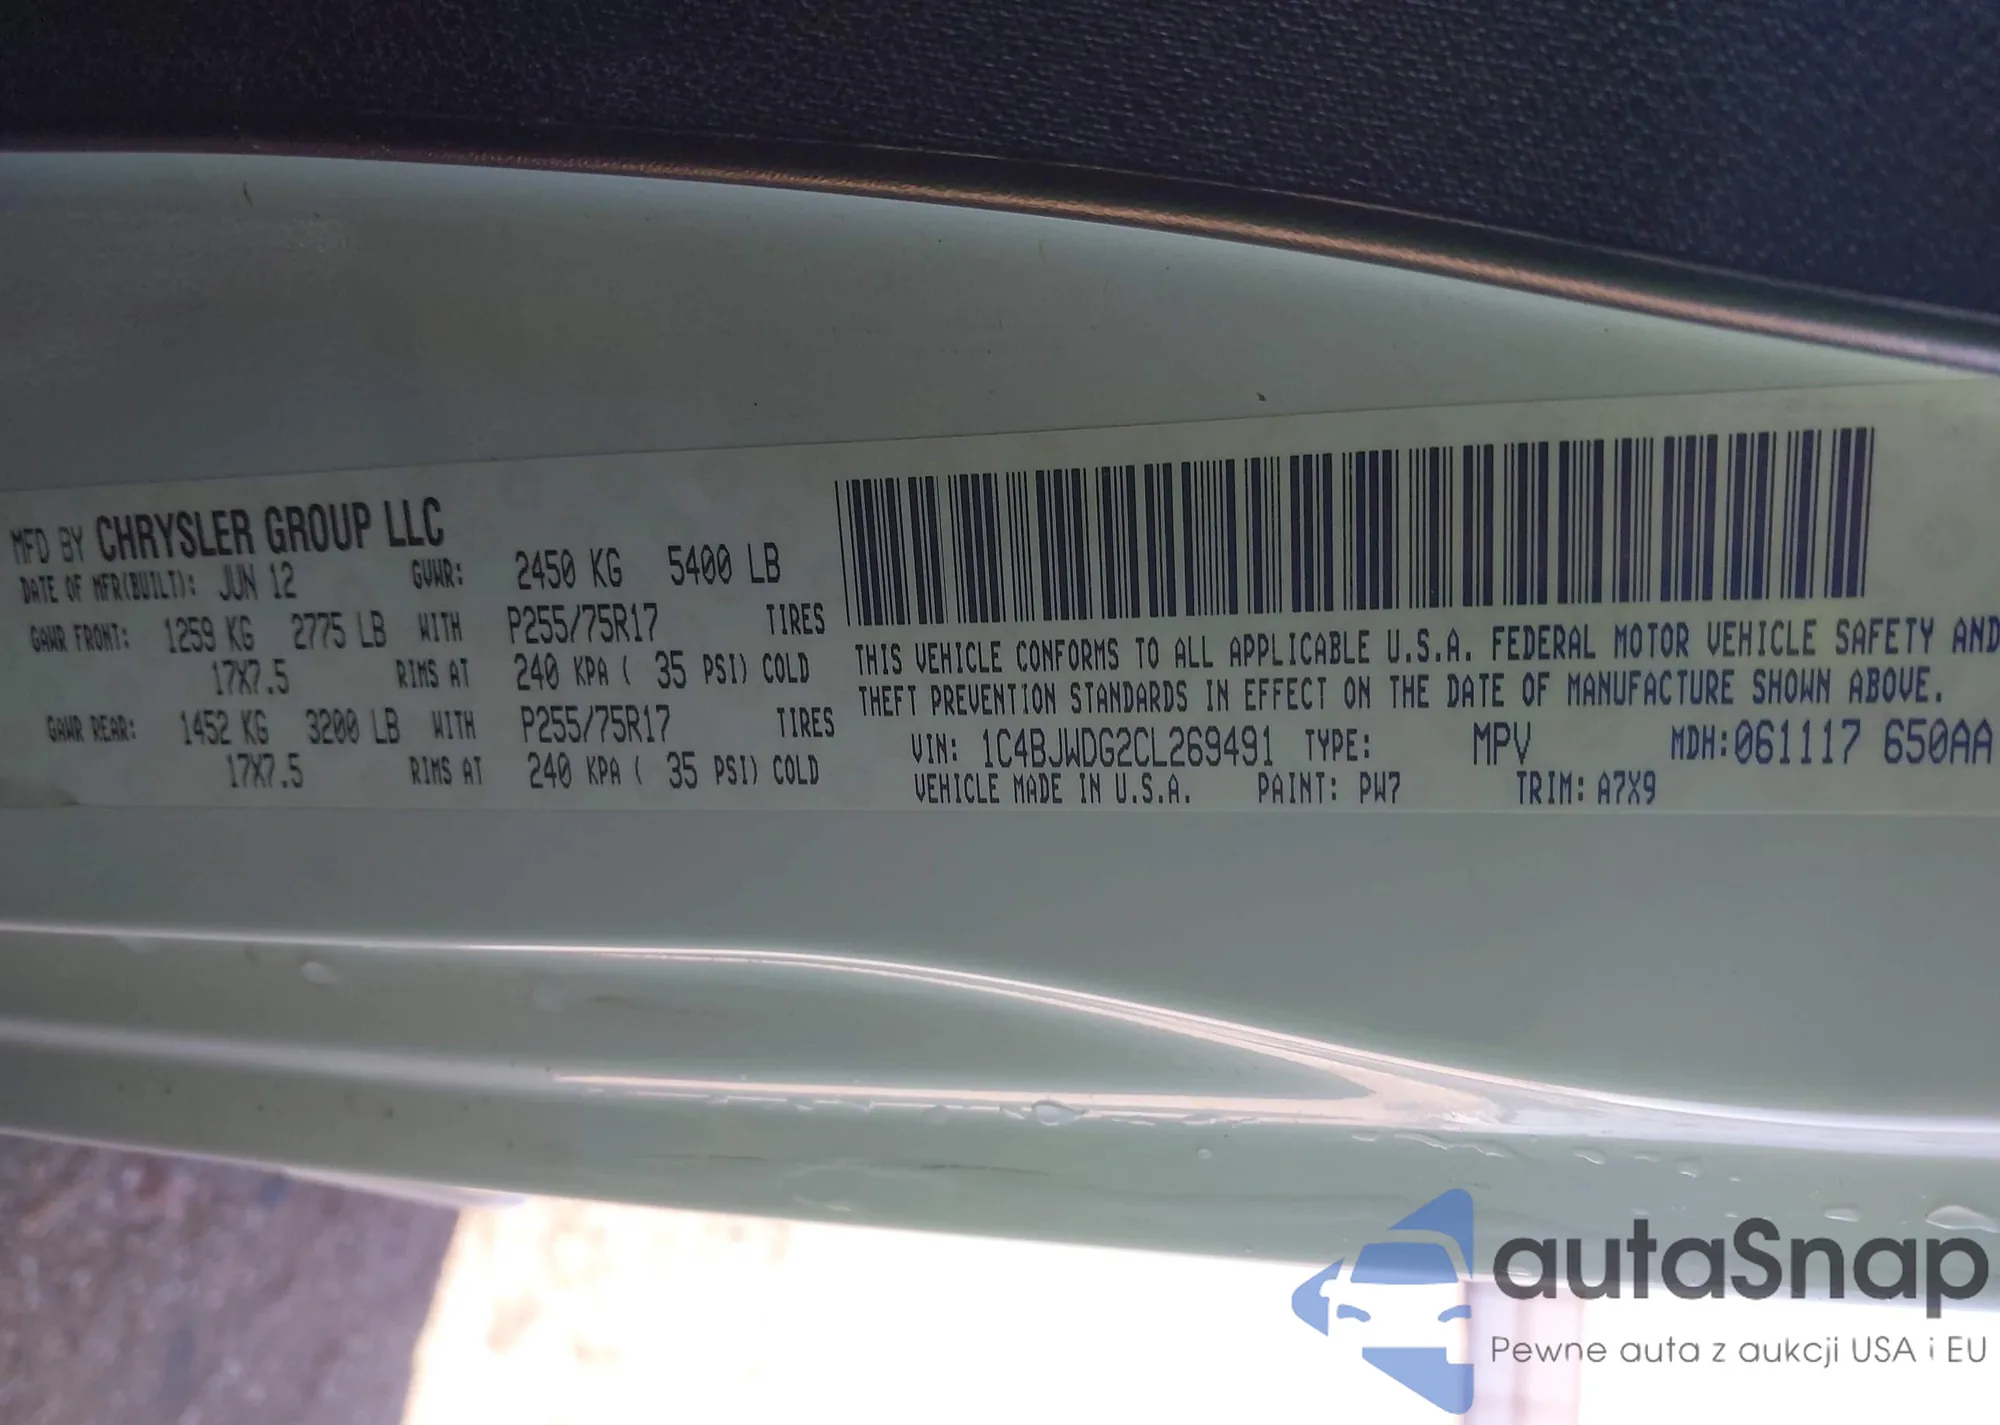 MFD BY CHRYSLER GROUP LLC
DATE OF MFR(BUILT): JUN 12 GVWR: 2450 KG 5400 LB
GAWR FRONT: 1259 KG 2775 LB WITH P255/75R17 TIRES
17X7.5 RIMS AT 240 KPA ( 35 PSI) COLD
GAWR REAR: 1452 KG 3200 LB WITH P255/75R17 TIRES
17X7.5 RIMS AT 240 KPA ( 35 PSI) COLD
THIS VEHICLE CONFORMS TO ALL APPLICABLE U.S.A. FEDERAL MOTOR VEHICLE SAFETY AND
THEFT PREVENTION STANDARDS IN EFFECT ON THE DATE OF MANUFACTURE SHOWN ABOVE.
VIN: 1C4BJWDG2CL269491 TYPE: MPV MDH:061117 650AA
VEHICLE MADE IN U.S.A. PAINT: PW7 TRIM: A7X9
autaSnap
Pewne auta z aukcji USA i EU